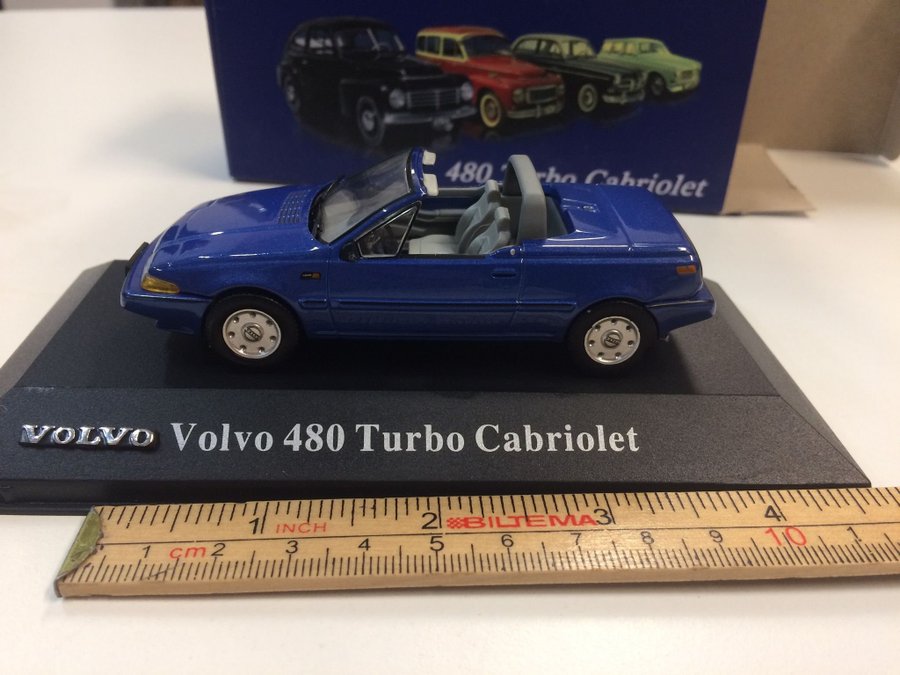 480 Turbo Cabriolet
VOLVO Volvo 480 Turbo Cabriolet
1 INCH 2 BILTEMA 3 4
1 cm 2 3 4 5 6 7 8 9 10